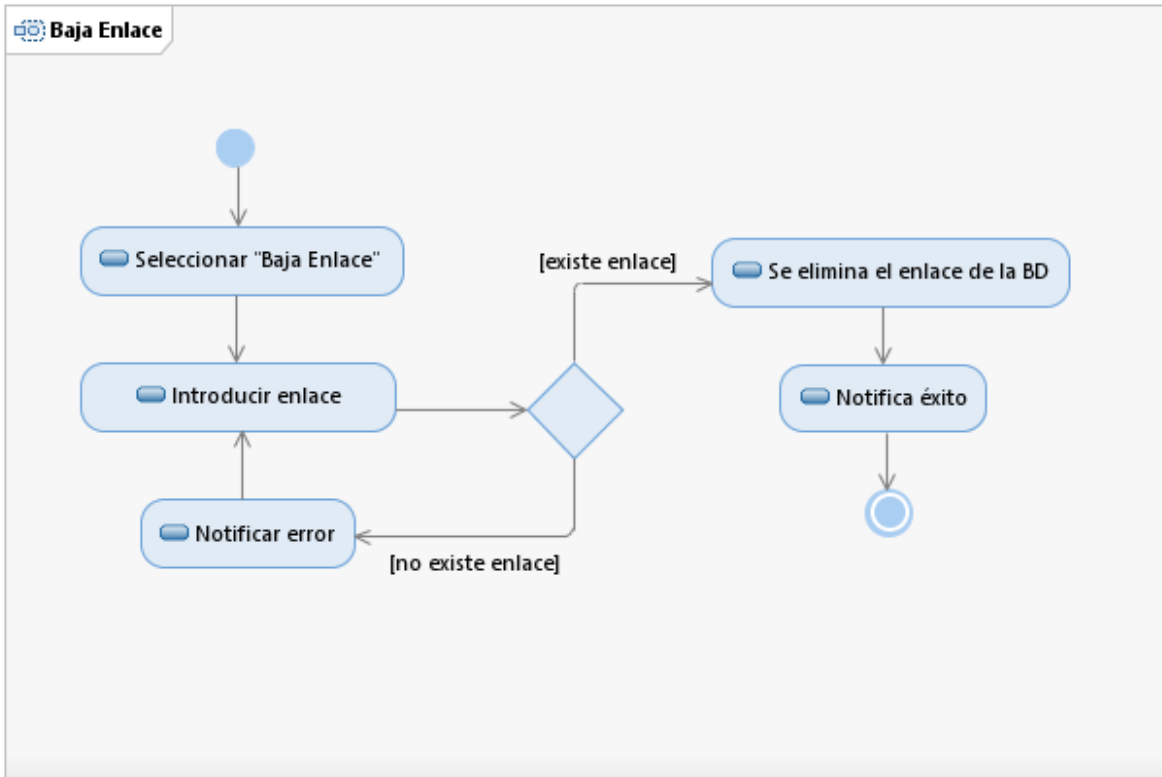 Baja Enlace
Seleccionar "Baja Enlace"
[existe enlace]
Se elimina el enlace de la BD
Introducir enlace
Notifica éxito
Notificar error
[no existe enlace]